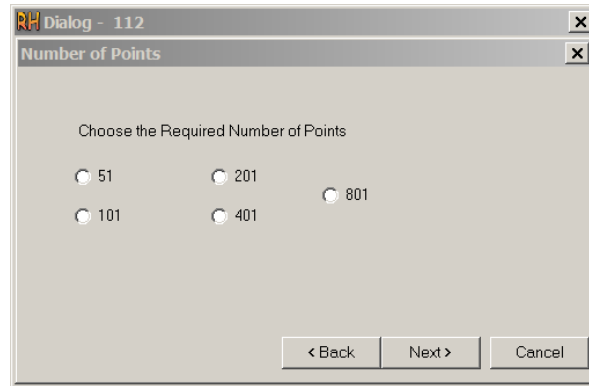 RH Dialog - 112
Number of Points
Choose the Required Number of Points
51
201
801
101
401
< Back
Next >
Cancel